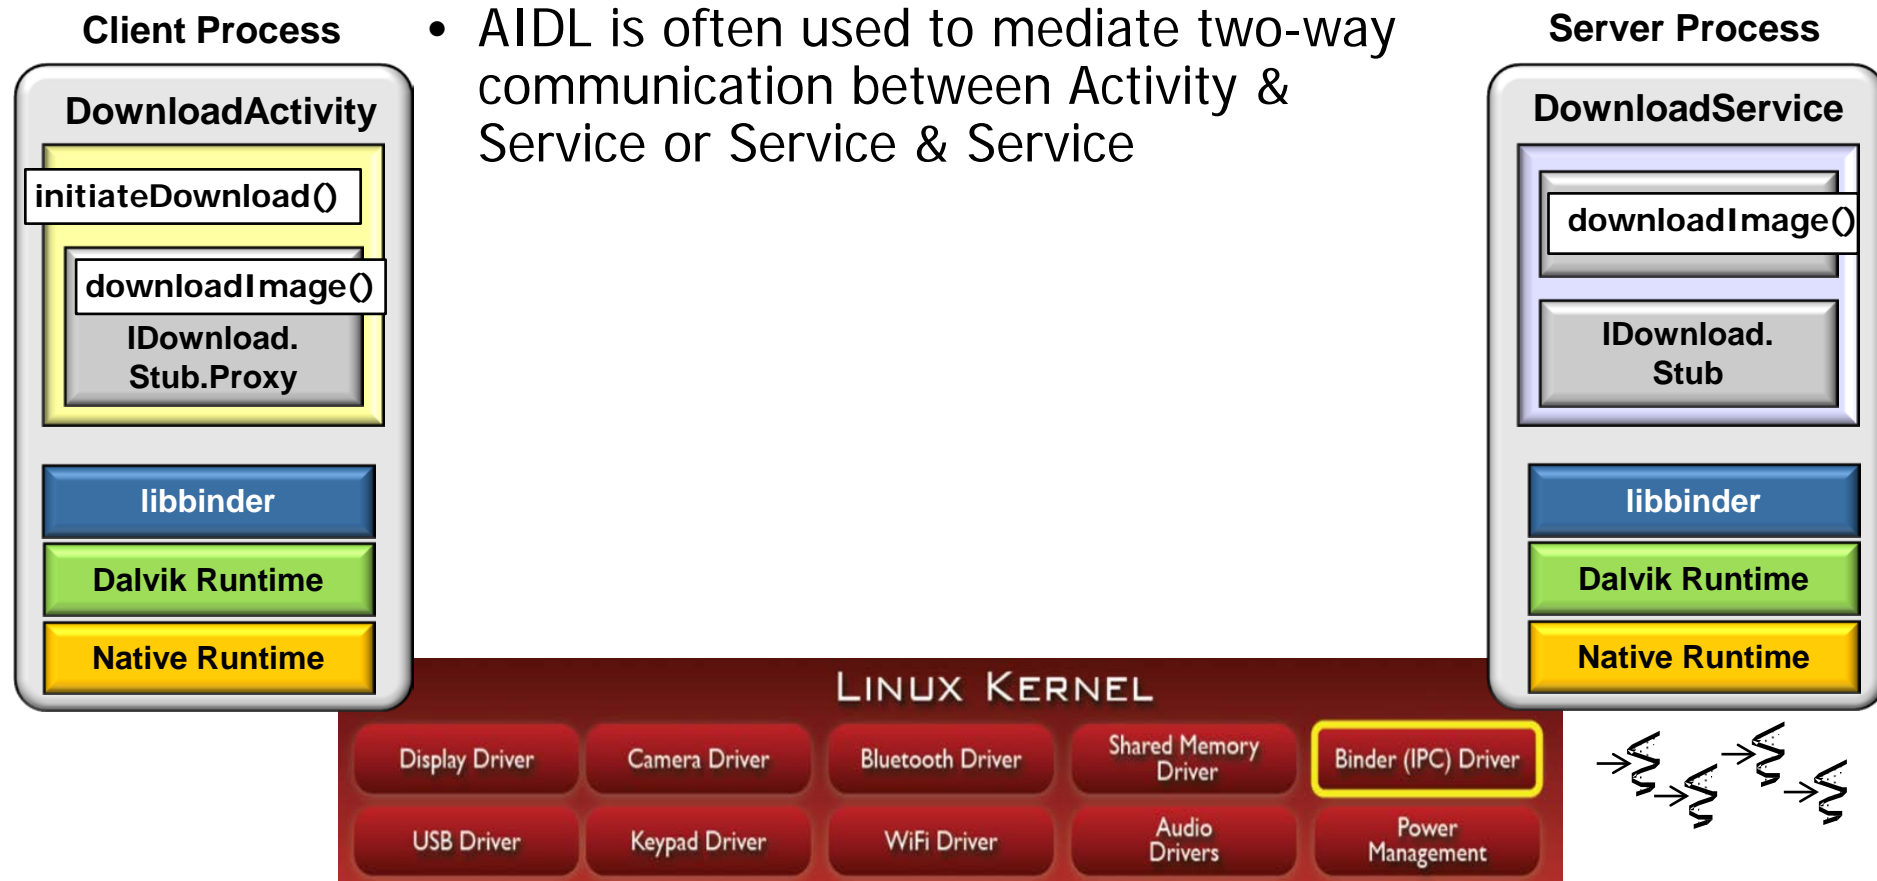 Client Process
DownloadActivity
initiateDownload()
downloadImage()
IDownload.
Stub.Proxy
libbinder
Dalvik Runtime
Native Runtime
• AIDL is often used to mediate two-way
communication between Activity &
Service or Service & Service
Server Process
DownloadService
downloadImage()
IDownload.
Stub
libbinder
Dalvik Runtime
Native Runtime
LINUX KERNEL
Display Driver
Camera Driver
Bluetooth Driver
Shared Memory
Driver
Binder (IPC) Driver
USB Driver
Keypad Driver
WiFi Driver
Audio
Drivers
Power
Management